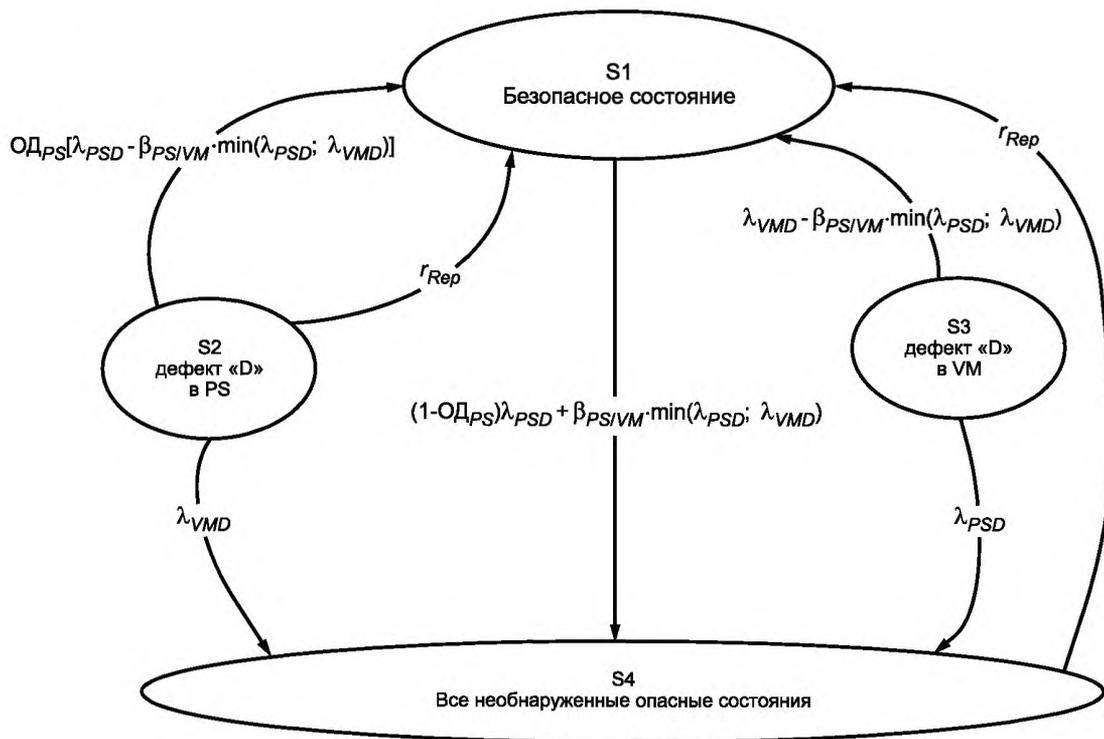 S1
Безопасное состояние
ОД_PS[λ_PSD - β_PS/VM·min(λ_PSD; λ_VMD)]
r_Rep
λ_VMD - β_PS/VM·min(λ_PSD; λ_VMD)
r_Rep
S2
дефект «D»
в PS
S3
дефект «D»
в VM
(1-ОД_PS)λ_PSD + β_PS/VM·min(λ_PSD; λ_VMD)
λ_VMD
λ_PSD
S4
Все необнаруженные опасные состояния